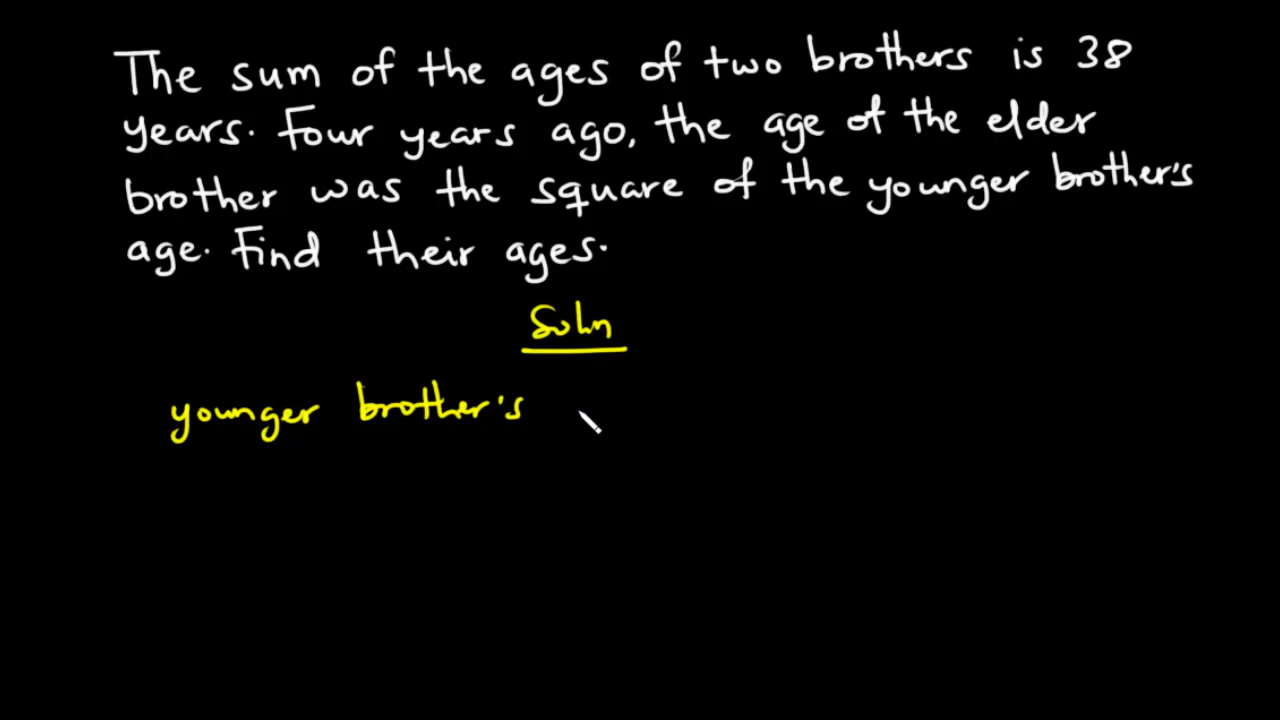 The sum of the ages of two brothers is 38
years. Four years ago, the age of the elder
brother was the square of the younger brother's
age. Find their ages.
Soln
younger brother's